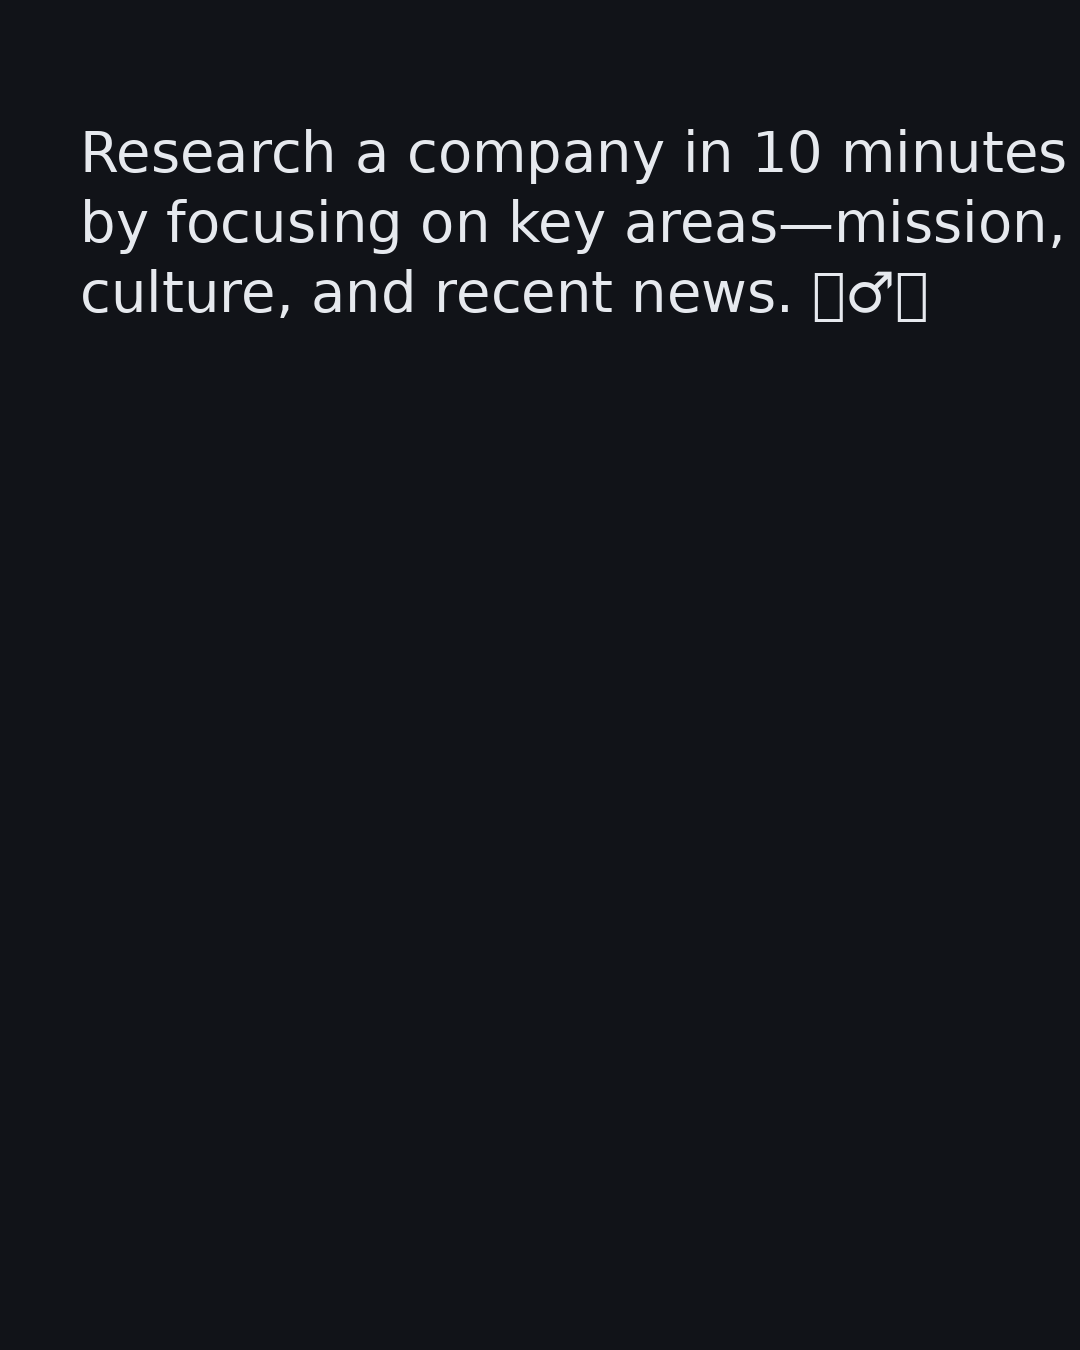 Research a company in 10 minutes
by focusing on key areas—mission,
culture, and recent news. ▯♂▯